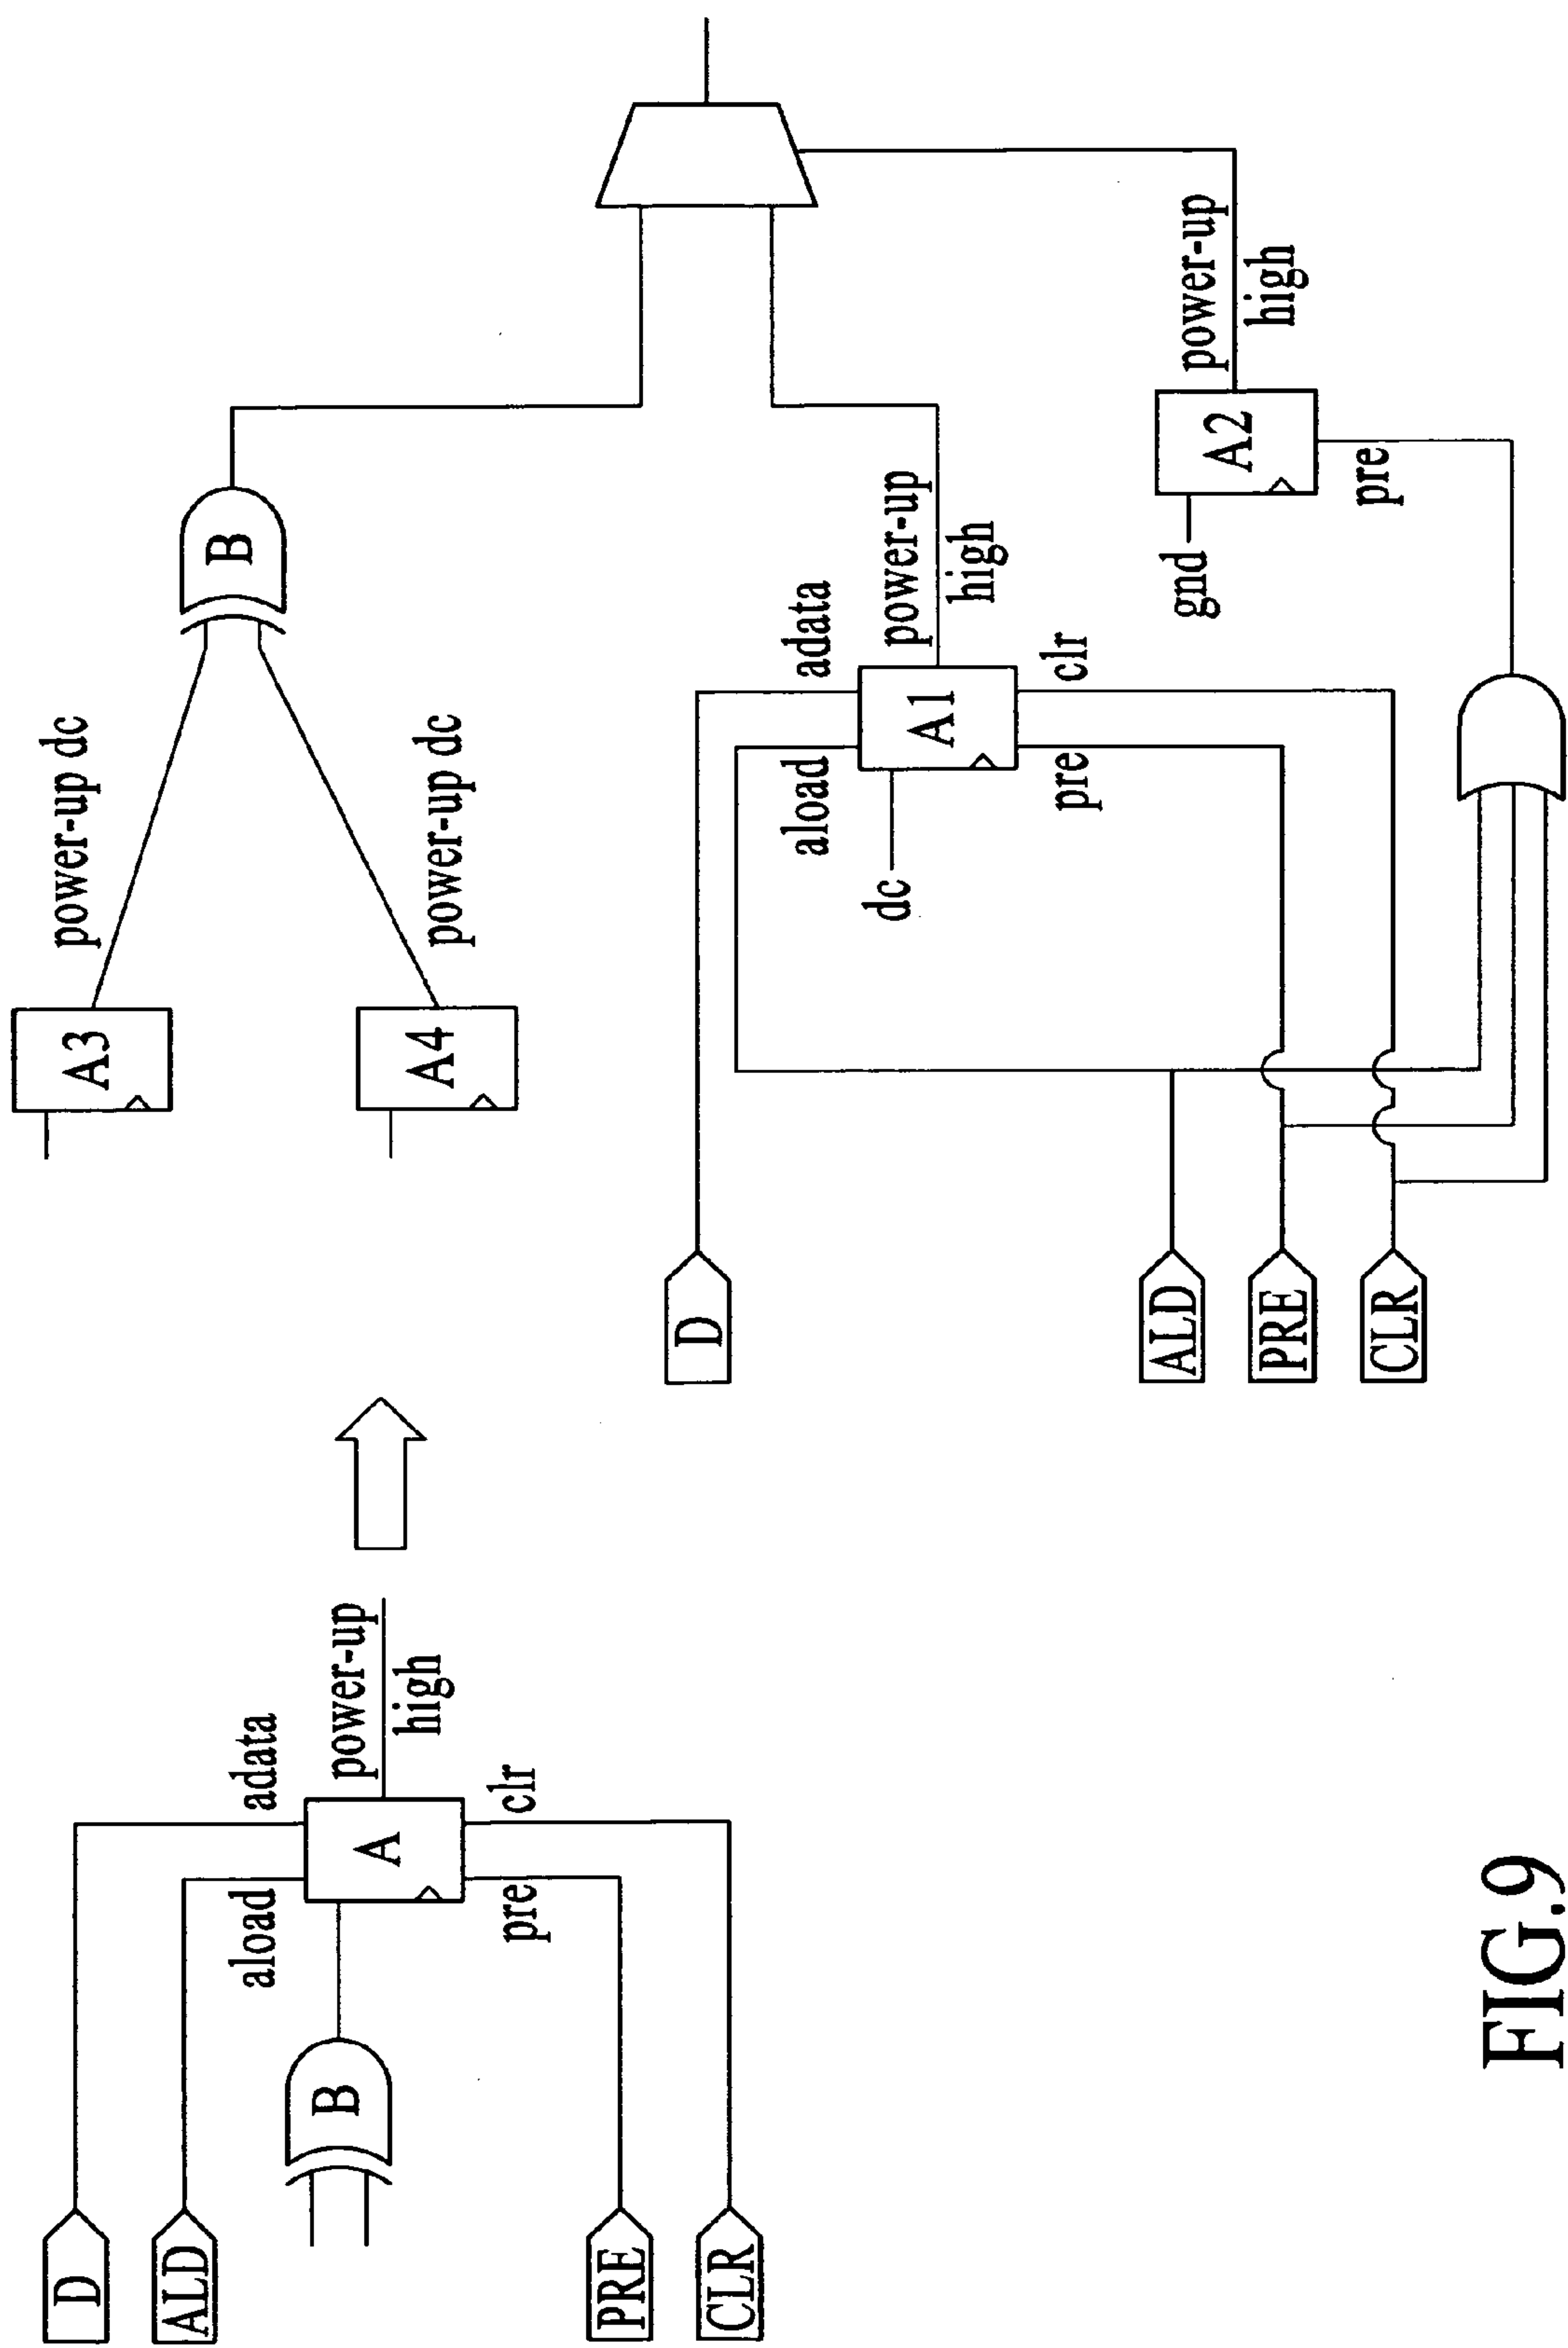 D
ALD
aload
adata
B
A
power-up
high
pre
clr
PRE
CLR
A3
power-up dc
A4
power-up dc
B
D
adata
aload
dc
A1
power-up
high
pre
clr
gnd
A2
power-up
high
pre
ALD
PRE
CLR
FIG.9